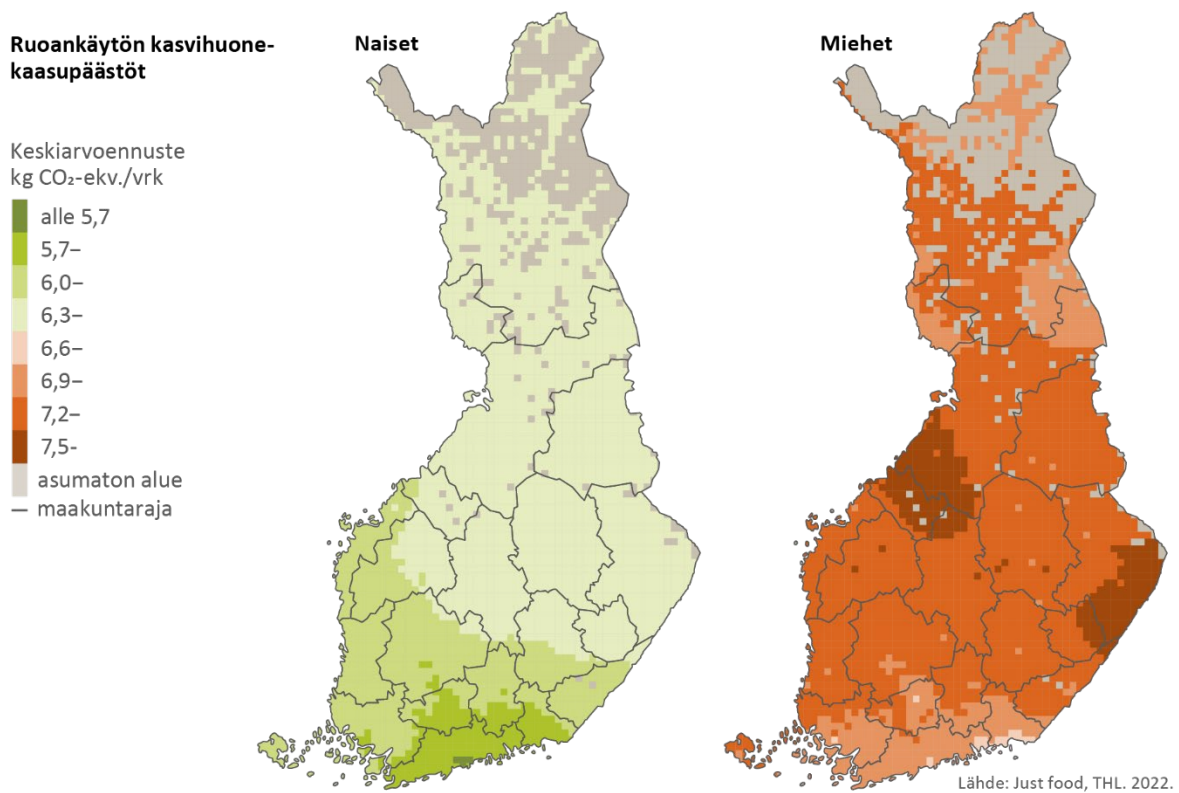 Ruoankäytön kasvihuone-
kaasupäästöt
Naiset
Miehet
Keskiarvoennuste
kg CO₂-ekv./vrk
alle 5,7
5,7–
6,0–
6,3–
6,6–
6,9–
7,2–
7,5-
asumaton alue
maakuntaraja
Lähde: Just food, THL. 2022.